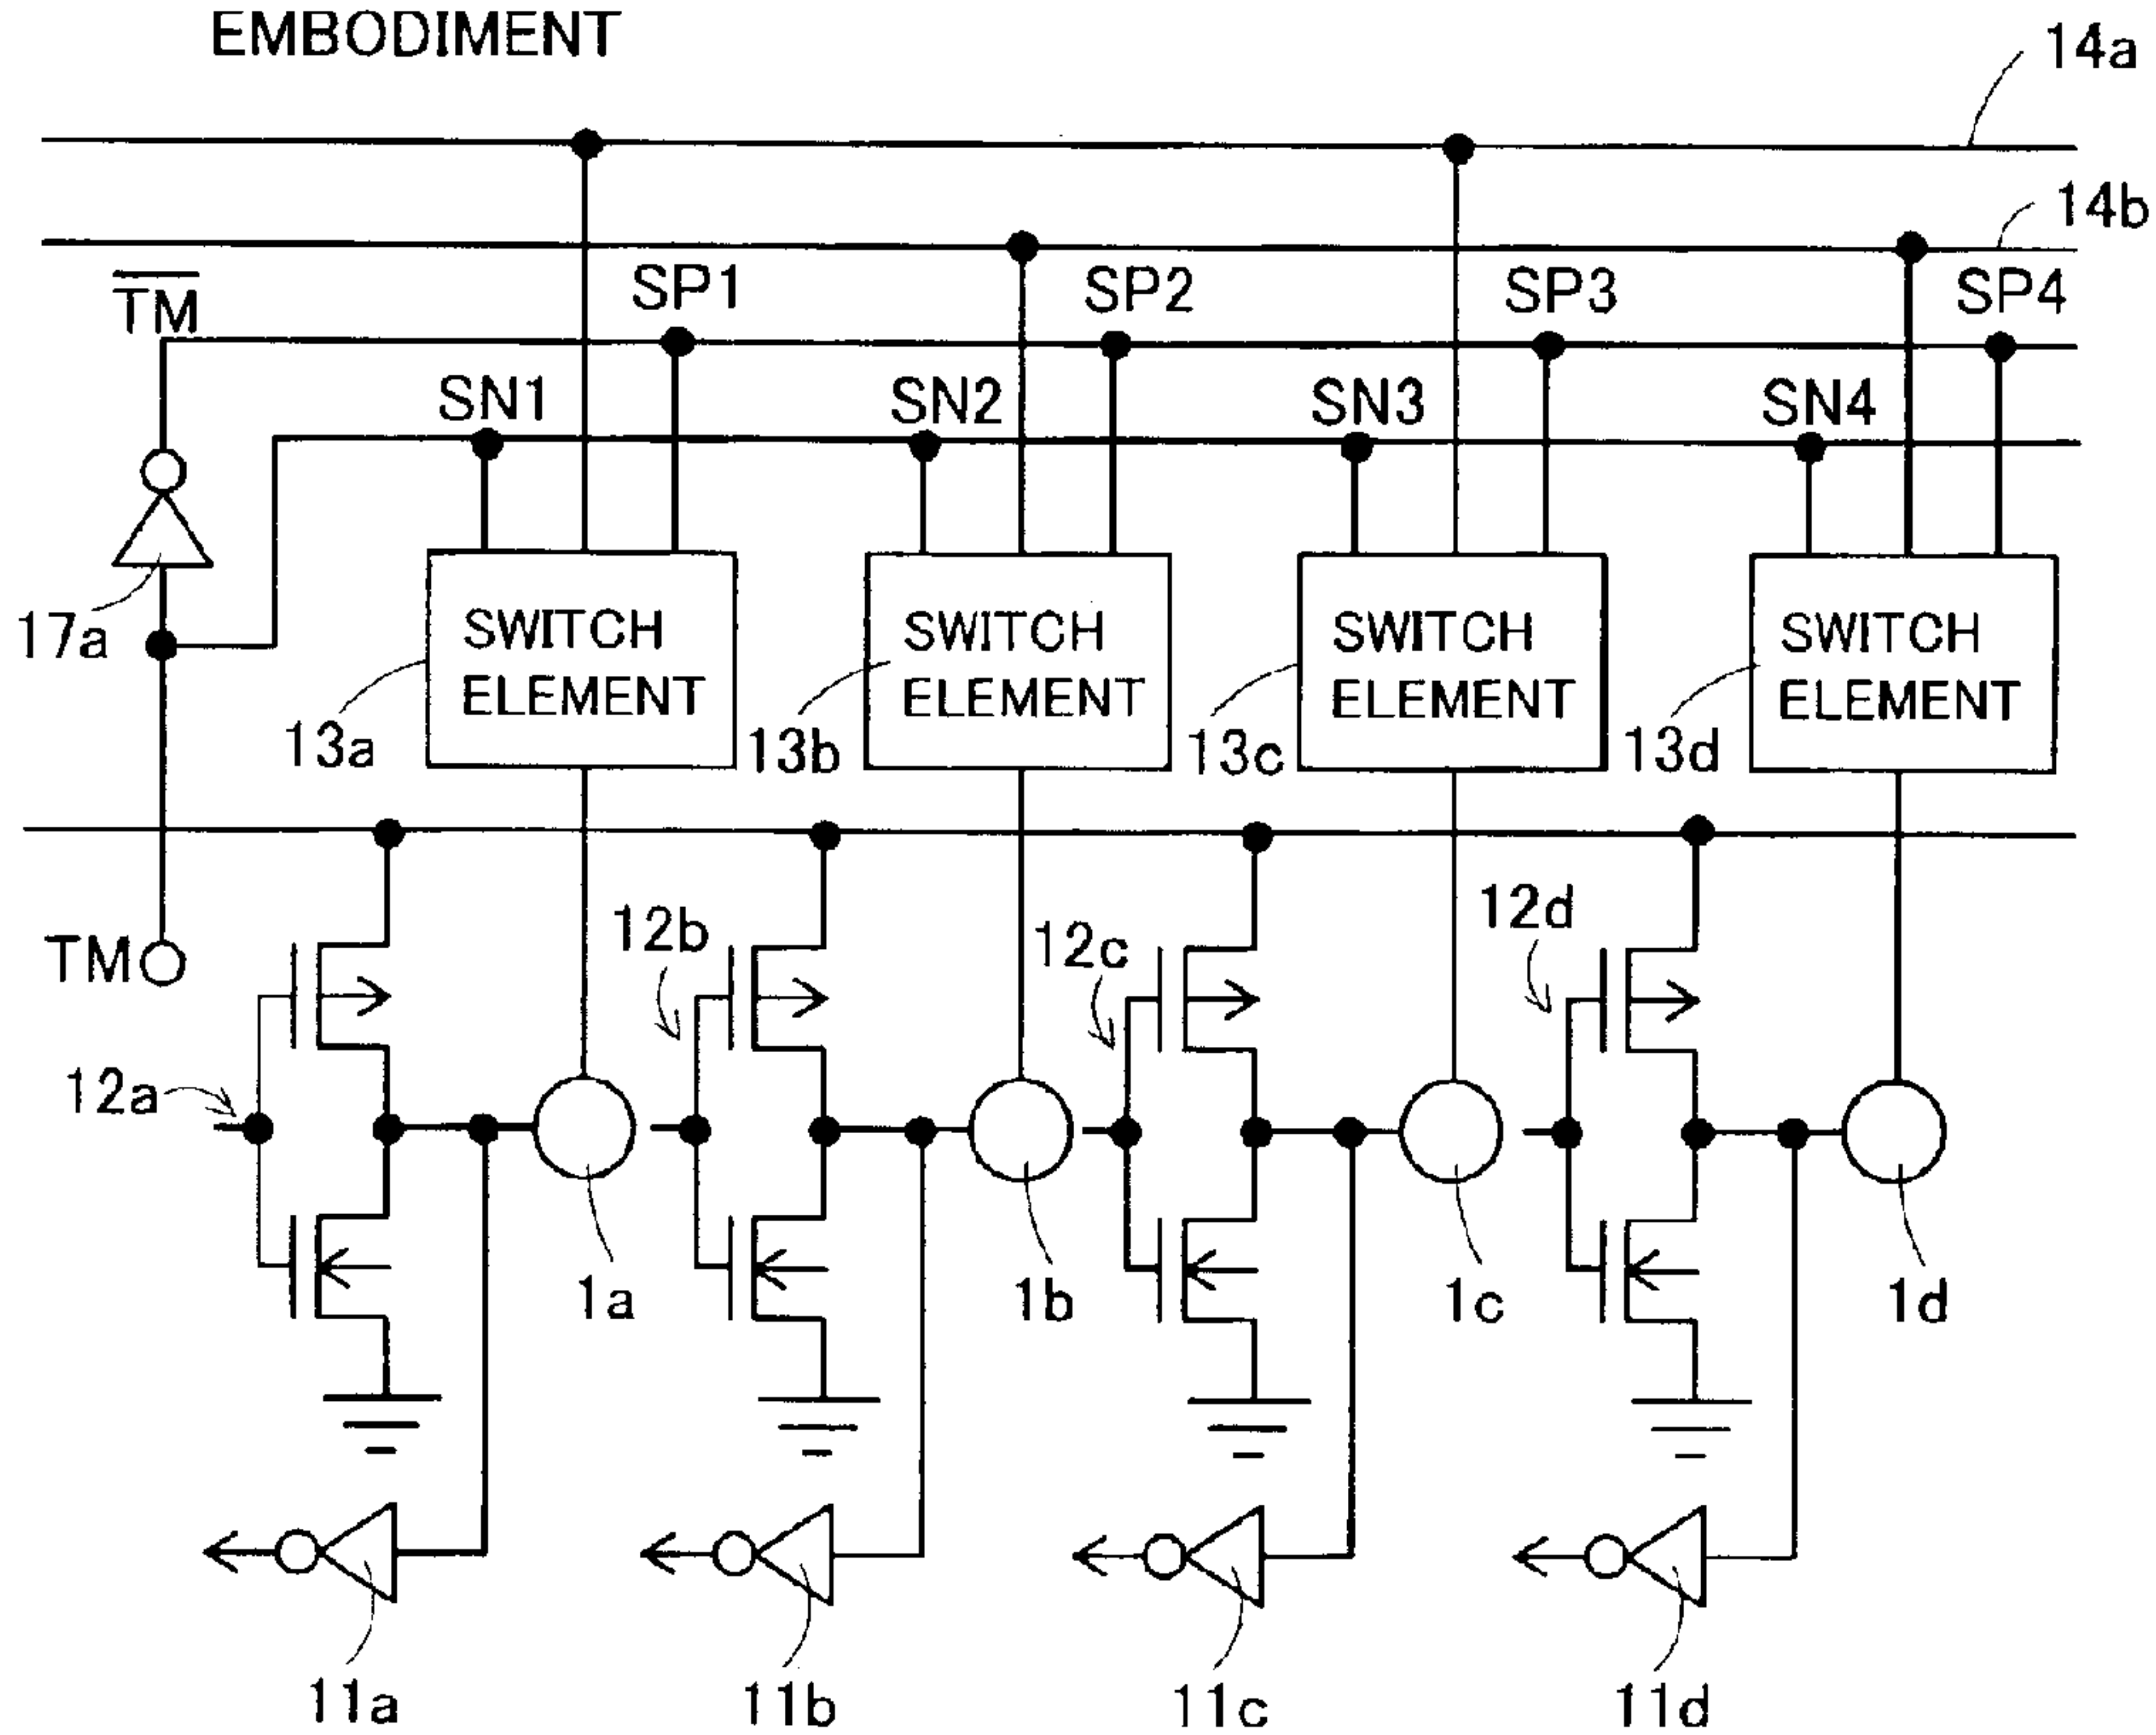 EMBODIMENT
14a
14b
TM
SP1
SP2
SP3
SP4
SN1
SN2
SN3
SN4
17a
SWITCH
ELEMENT
SWITCH
ELEMENT
SWITCH
ELEMENT
SWITCH
ELEMENT
13a
13b
13c
13d
12b
12c
12d
TM
12a
1a
1b
1c
1d
11a
11b
11c
11d